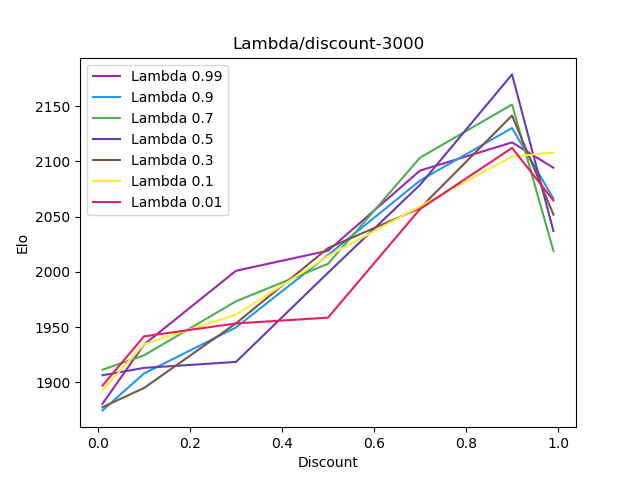 Lambda/discount-3000
Lambda 0.99
Lambda 0.9
Lambda 0.7
Lambda 0.5
Lambda 0.3
Lambda 0.1
Lambda 0.01
Elo
2150
2100
2050
2000
1950
1900
0.0 0.2 0.4 0.6 0.8 1.0
Discount